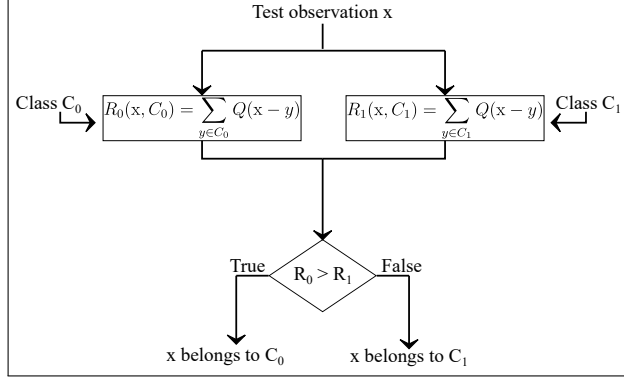 Test observation x
Class C₀
R₀(x, C₀) = ∑_{y∈C₀} Q(x − y)
R₁(x, C₁) = ∑_{y∈C₁} Q(x − y)
Class C₁
True
R₀ > R₁
False
x belongs to C₀
x belongs to C₁